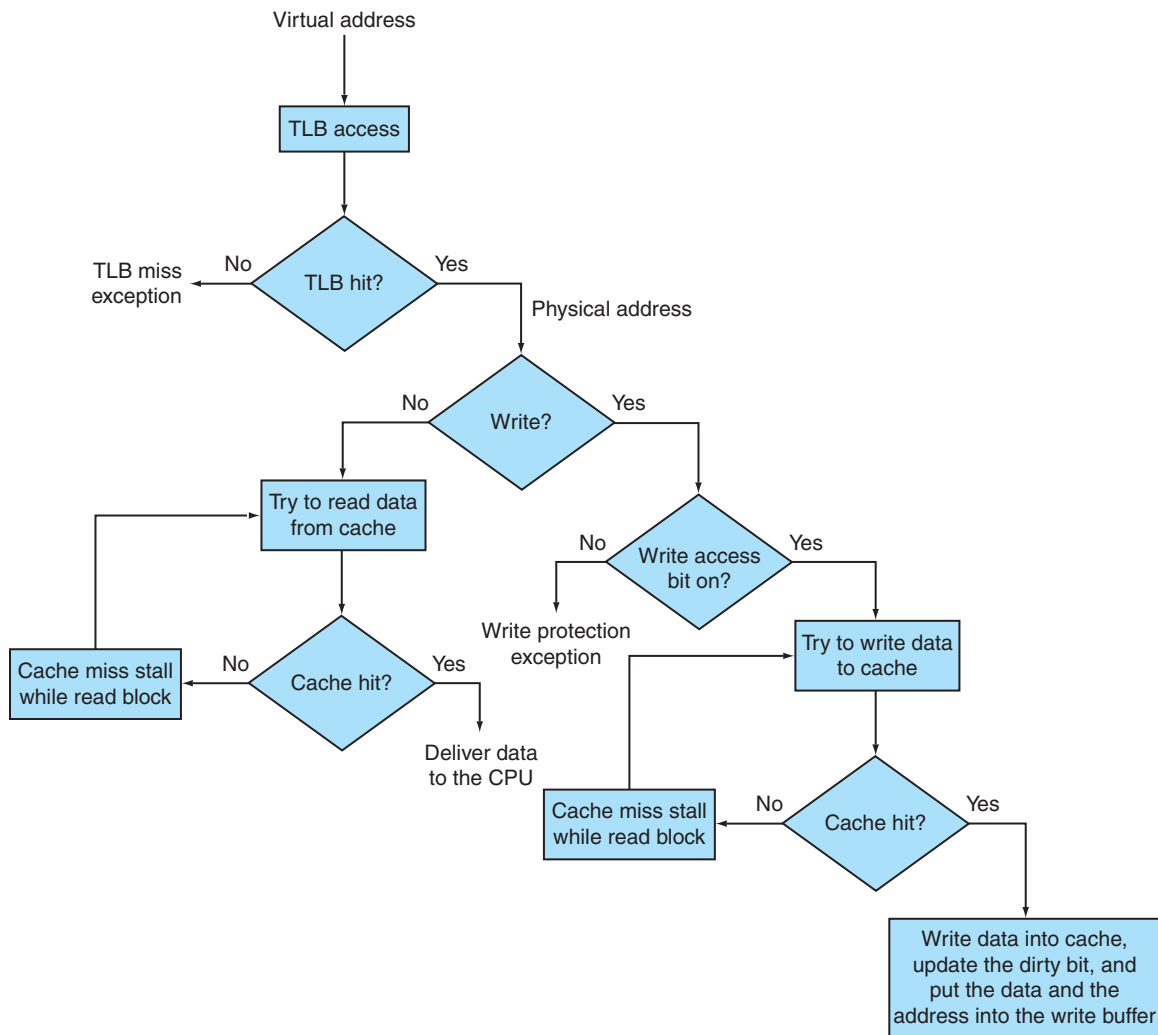 Virtual address
TLB access
No
Yes
TLB hit?
TLB miss
exception
Physical address
No
Yes
Write?
Try to read data
from cache
No
Yes
Write access
bit on?
Write protection
exception
Try to write data
to cache
Cache miss stall
while read block
No
Yes
Cache hit?
Deliver data
to the CPU
Cache miss stall
while read block
No
Yes
Cache hit?
Write data into cache,
update the dirty bit, and
put the data and the
address into the write buffer